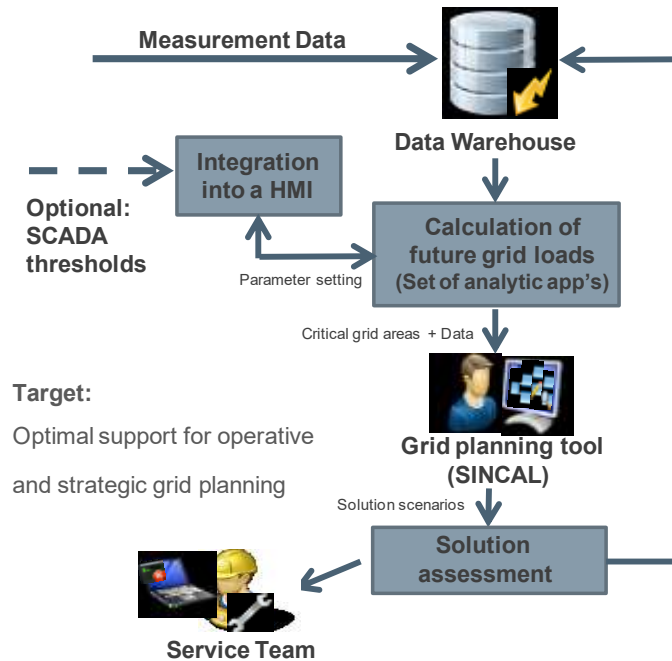 Measurement Data
Data Warehouse
Integration
into a HMI
Optional:
SCADA
thresholds
Calculation of
future grid loads
(Set of analytic app's)
Parameter setting
Critical grid areas + Data
Target:
Optimal support for operative
and strategic grid planning
Grid planning tool
(SINCAL)
Solution scenarios
Solution
assessment
Service Team